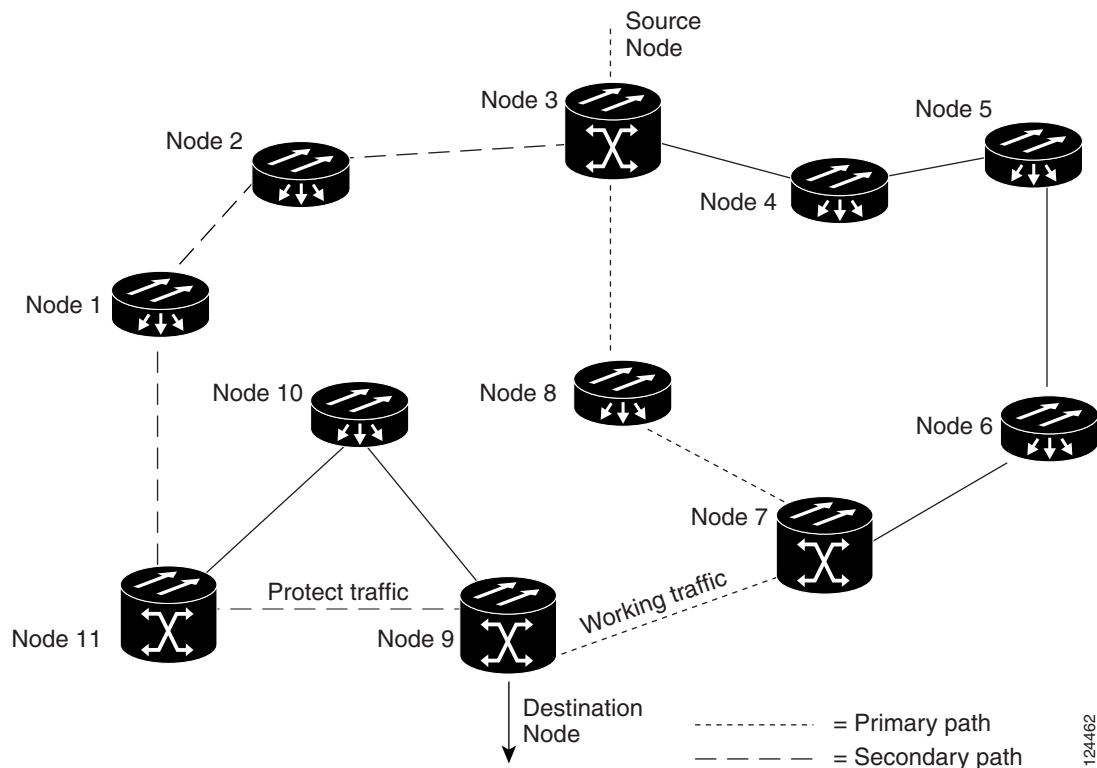 Source
Node
Node 3
Node 5
Node 2
Node 4
Node 1
Node 10
Node 8
Node 6
Node 7
Protect traffic
Working traffic
Node 11
Node 9
Destination
Node
= Primary path
= Secondary path
124462